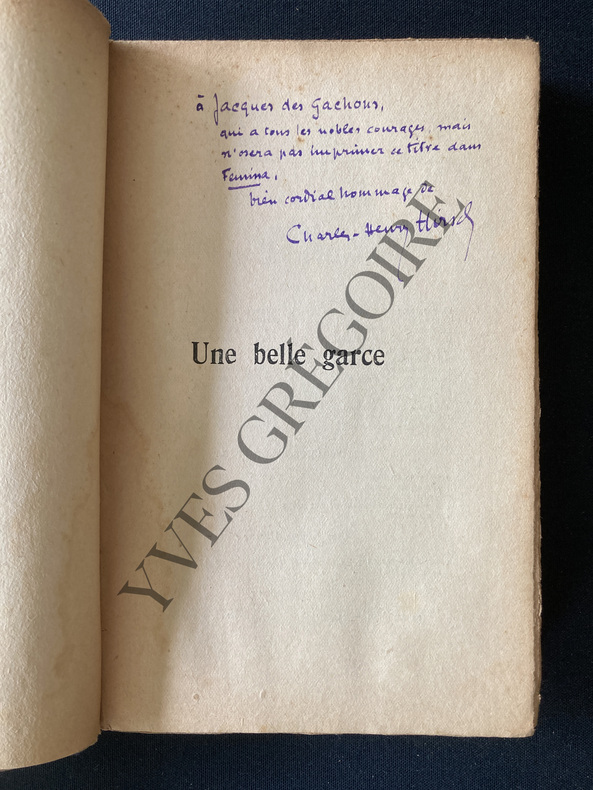 à Jacques des Gachons,
qui a tous les nobles courages, mais
n'osera pas imprimer ce titre dans
Femina,
bien cordial hommage de
Charles-Henry Hirsch
Une belle garce
YVES GREGOIRE